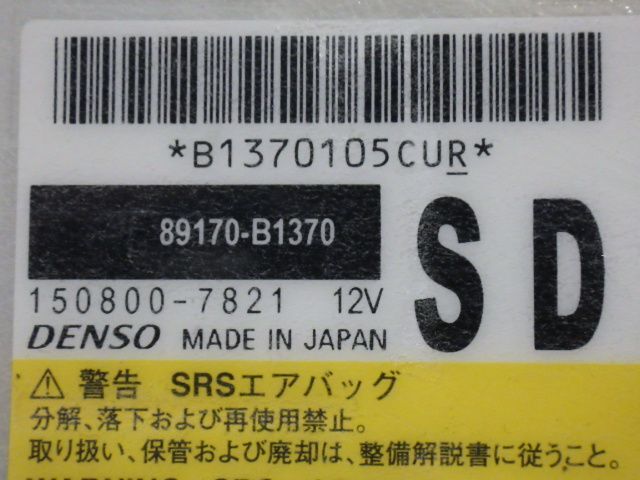 *B1370105CUR*
89170-B1370
150800-7821 12V
DENSO MADE IN JAPAN
SD
⚠ 警告 SRSエアバッグ
分解、落下および再使用禁止。
取り扱い、保管および廃却は、整備解説書に従うこと。